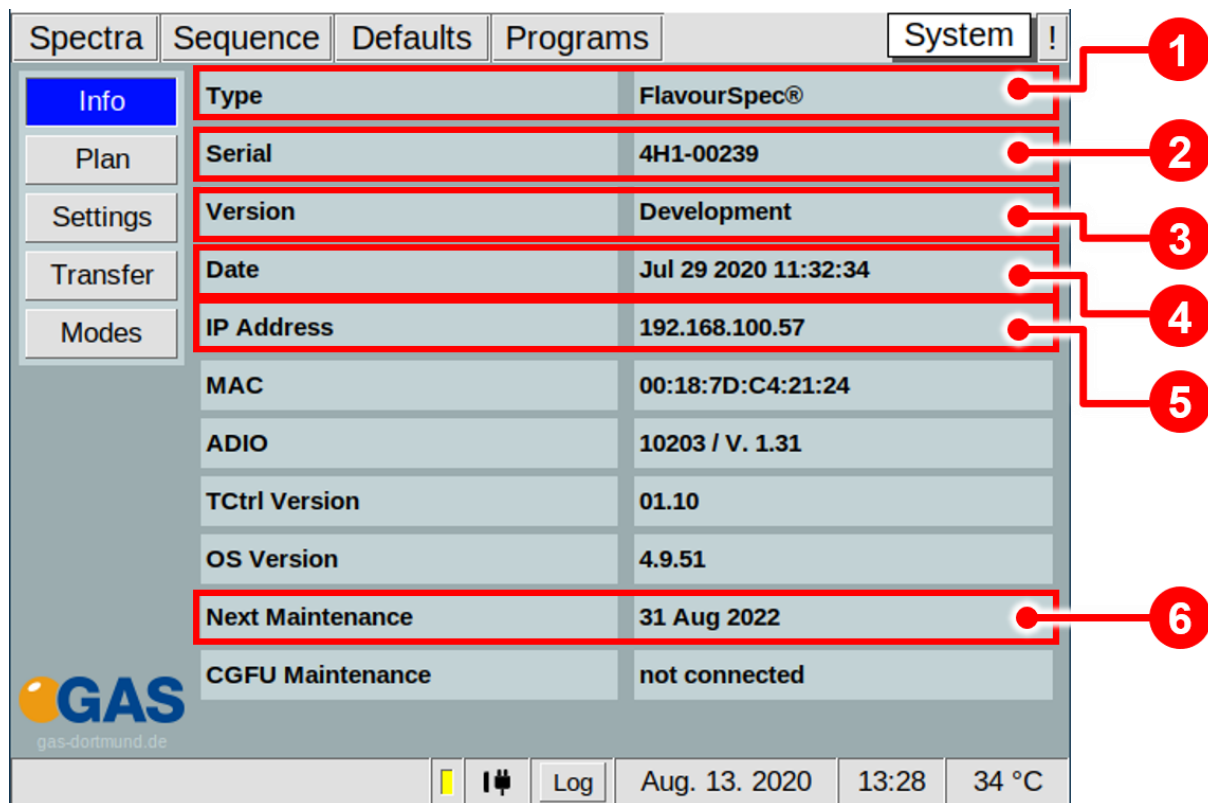 Spectra Sequence Defaults Programs System !
1
Info Type FlavourSpec®
Plan Serial 4H1-00239
2
Settings Version Development
3
Transfer Date Jul 29 2020 11:32:34
4
Modes IP Address 192.168.100.57
5
MAC 00:18:7D:C4:21:24
ADIO 10203 / V. 1.31
TCtrl Version 01.10
OS Version 4.9.51
Next Maintenance 31 Aug 2022
6
CGFU Maintenance not connected
GAS
gas-dortmund.de
Log Aug. 13. 2020 13:28 34 °C